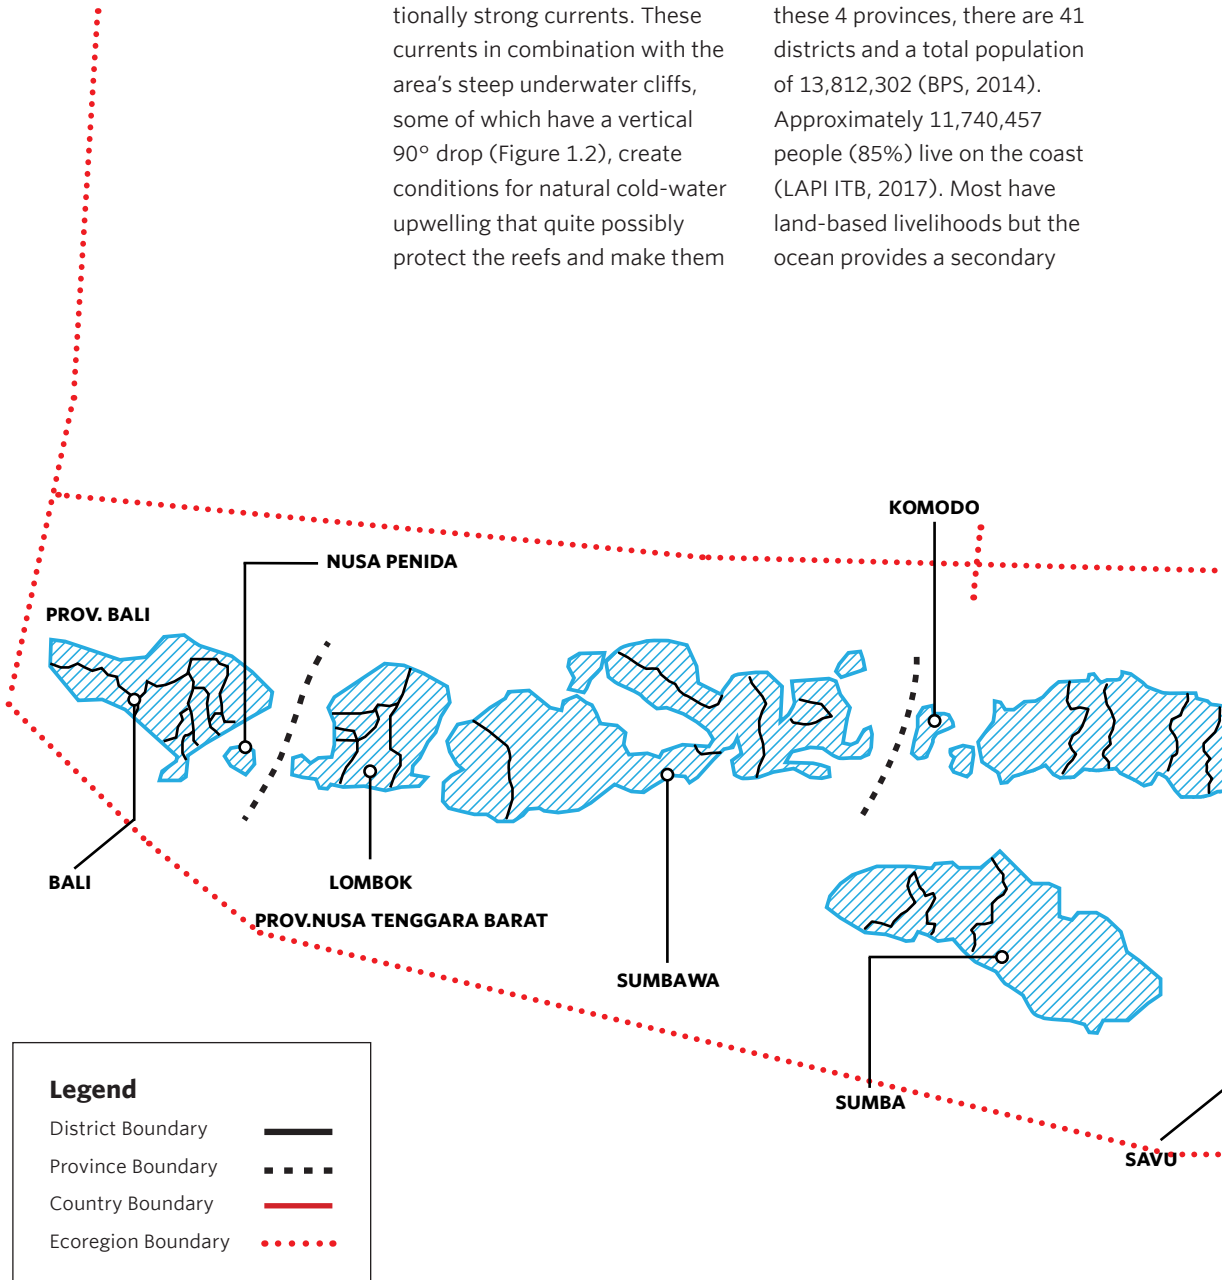 tionally strong currents. These
currents in combination with the
area's steep underwater cliffs,
some of which have a vertical
90° drop (Figure 1.2), create
conditions for natural cold-water
upwelling that quite possibly
protect the reefs and make them
these 4 provinces, there are 41
districts and a total population
of 13,812,302 (BPS, 2014).
Approximately 11,740,457
people (85%) live on the coast
(LAPI ITB, 2017). Most have
land-based livelihoods but the
ocean provides a secondary
KOMODO
NUSA PENIDA
PROV. BALI
BALI
LOMBOK
PROV.NUSA TENGGARA BARAT
SUMBAWA
SUMBA
SAVU
Legend
District Boundary
Province Boundary
Country Boundary
Ecoregion Boundary